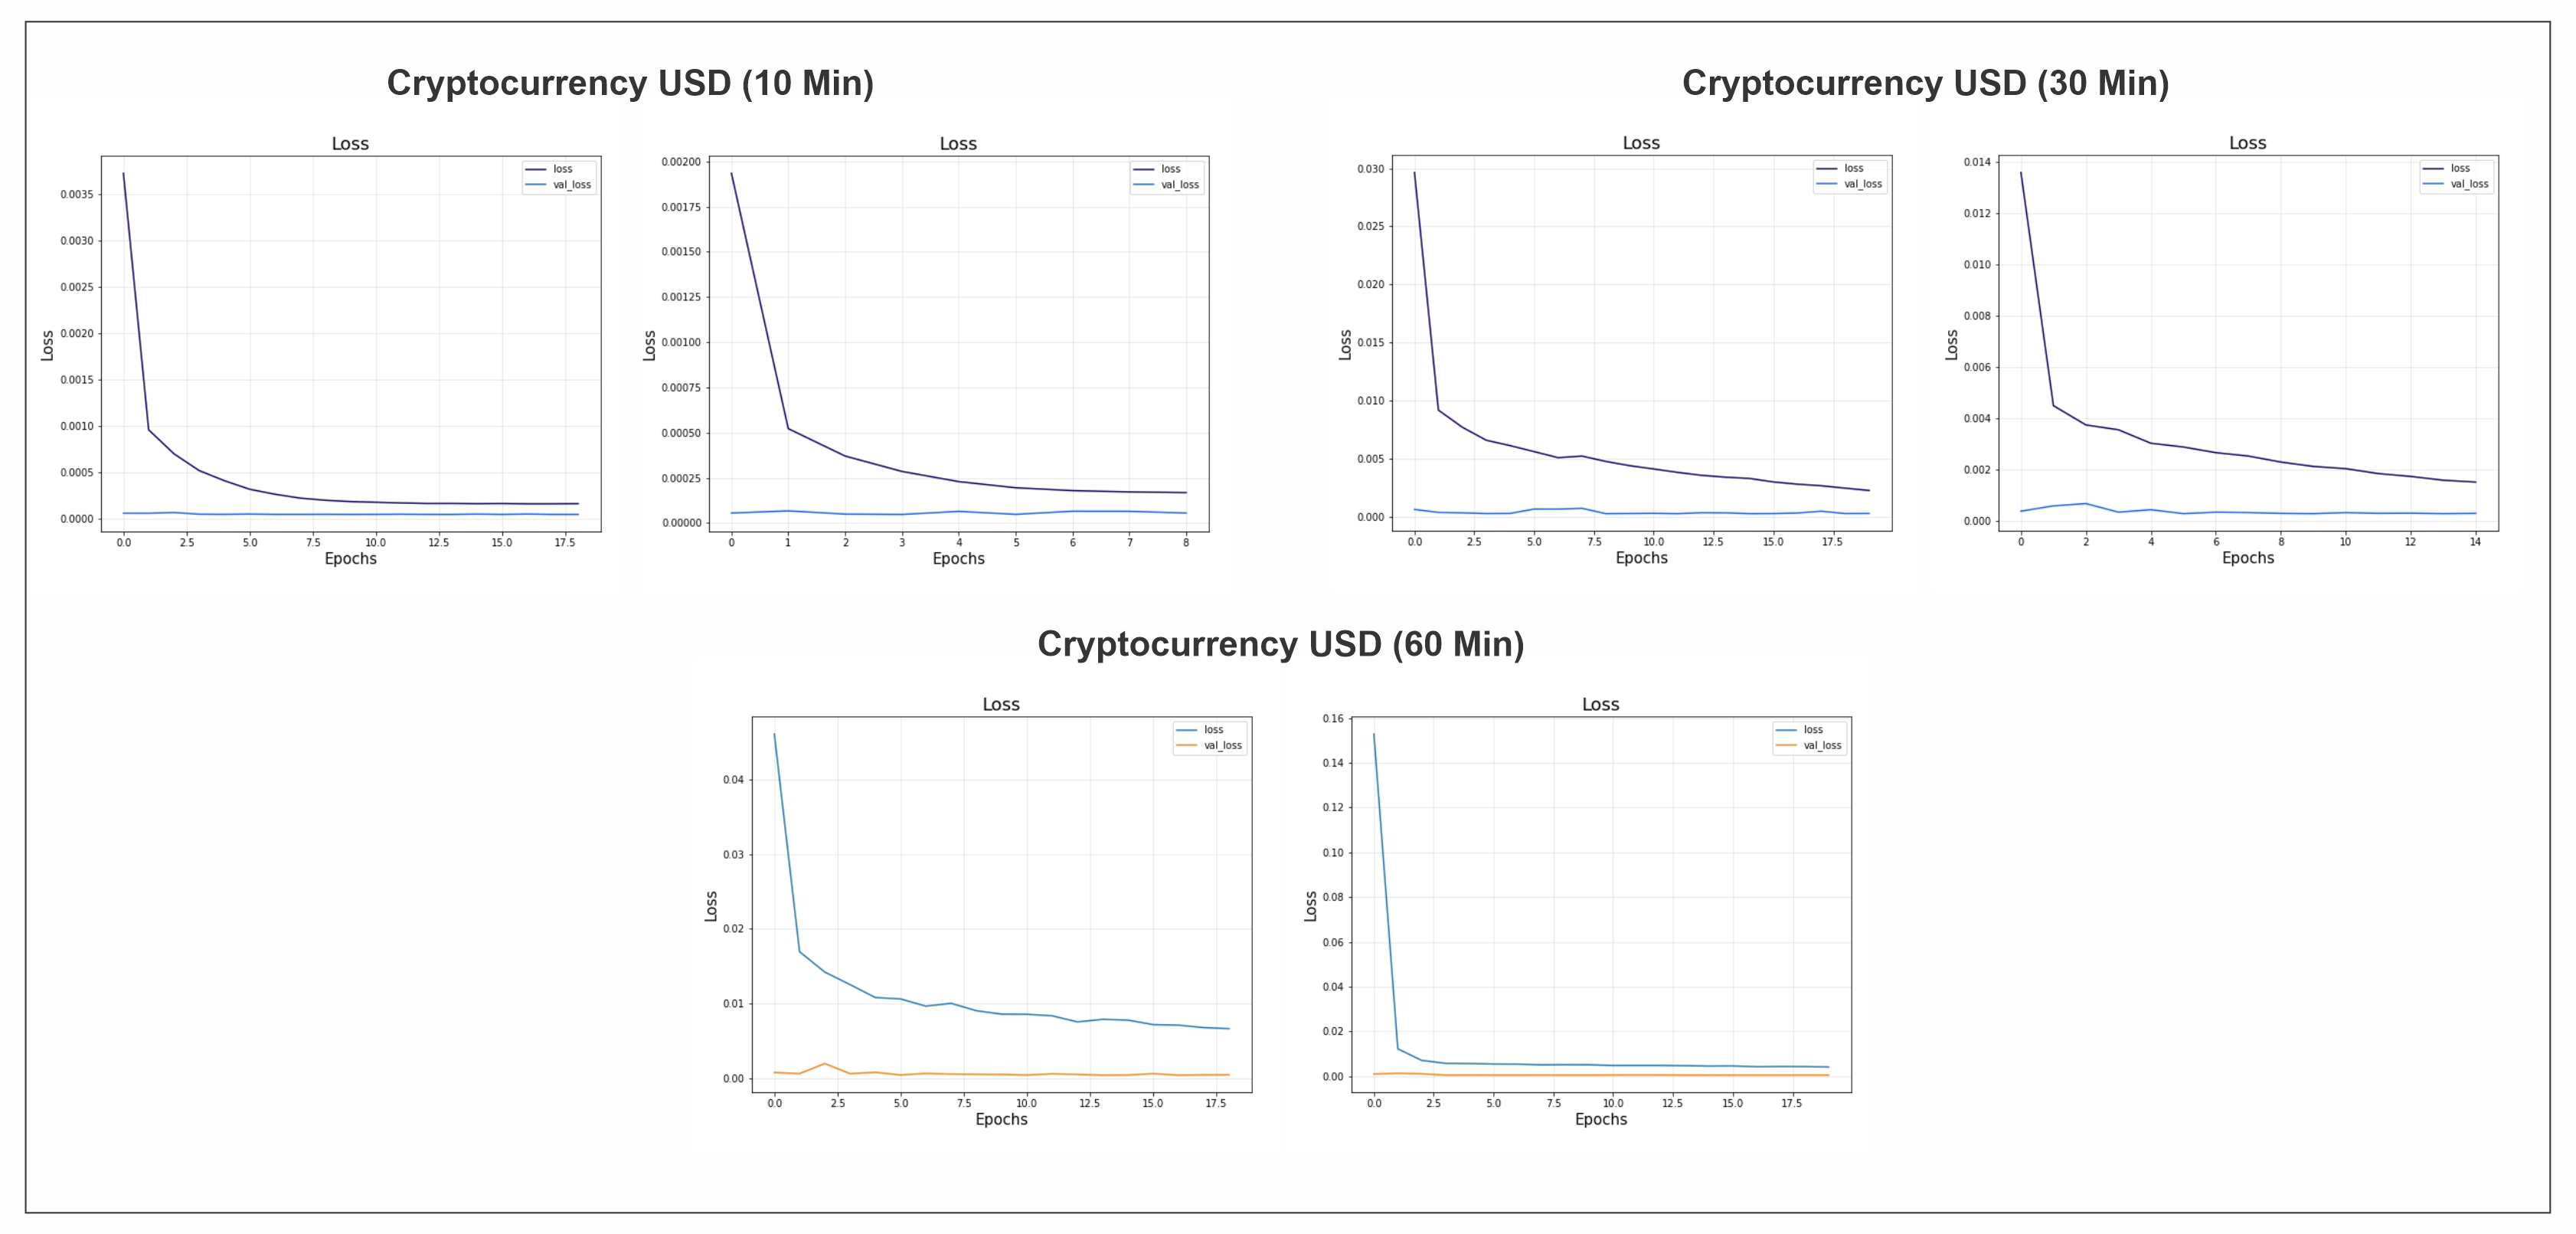 Cryptocurrency USD (10 Min)
Loss
loss
val_loss
0.0035
0.0030
0.0025
0.0020
0.0015
0.0010
0.0005
0.0000
Loss
0.0 2.5 5.0 7.5 10.0 12.5 15.0 17.5
Epochs
Loss
loss
val_loss
0.00200
0.00175
0.00150
0.00125
0.00100
0.00075
0.00050
0.00025
0.00000
Loss
0 1 2 3 4 5 6 7 8
Epochs
Cryptocurrency USD (30 Min)
Loss
loss
val_loss
0.030
0.025
0.020
0.015
0.010
0.005
0.000
Loss
0.0 2.5 5.0 7.5 10.0 12.5 15.0 17.5
Epochs
Loss
loss
val_loss
0.014
0.012
0.010
0.008
0.006
0.004
0.002
0.000
Loss
0 2 4 6 8 10 12 14
Epochs
Cryptocurrency USD (60 Min)
Loss
loss
val_loss
0.04
0.03
0.02
0.01
0.00
Loss
0.0 2.5 5.0 7.5 10.0 12.5 15.0 17.5
Epochs
Loss
loss
val_loss
0.16
0.14
0.12
0.10
0.08
0.06
0.04
0.02
0.00
Loss
0.0 2.5 5.0 7.5 10.0 12.5 15.0 17.5
Epochs